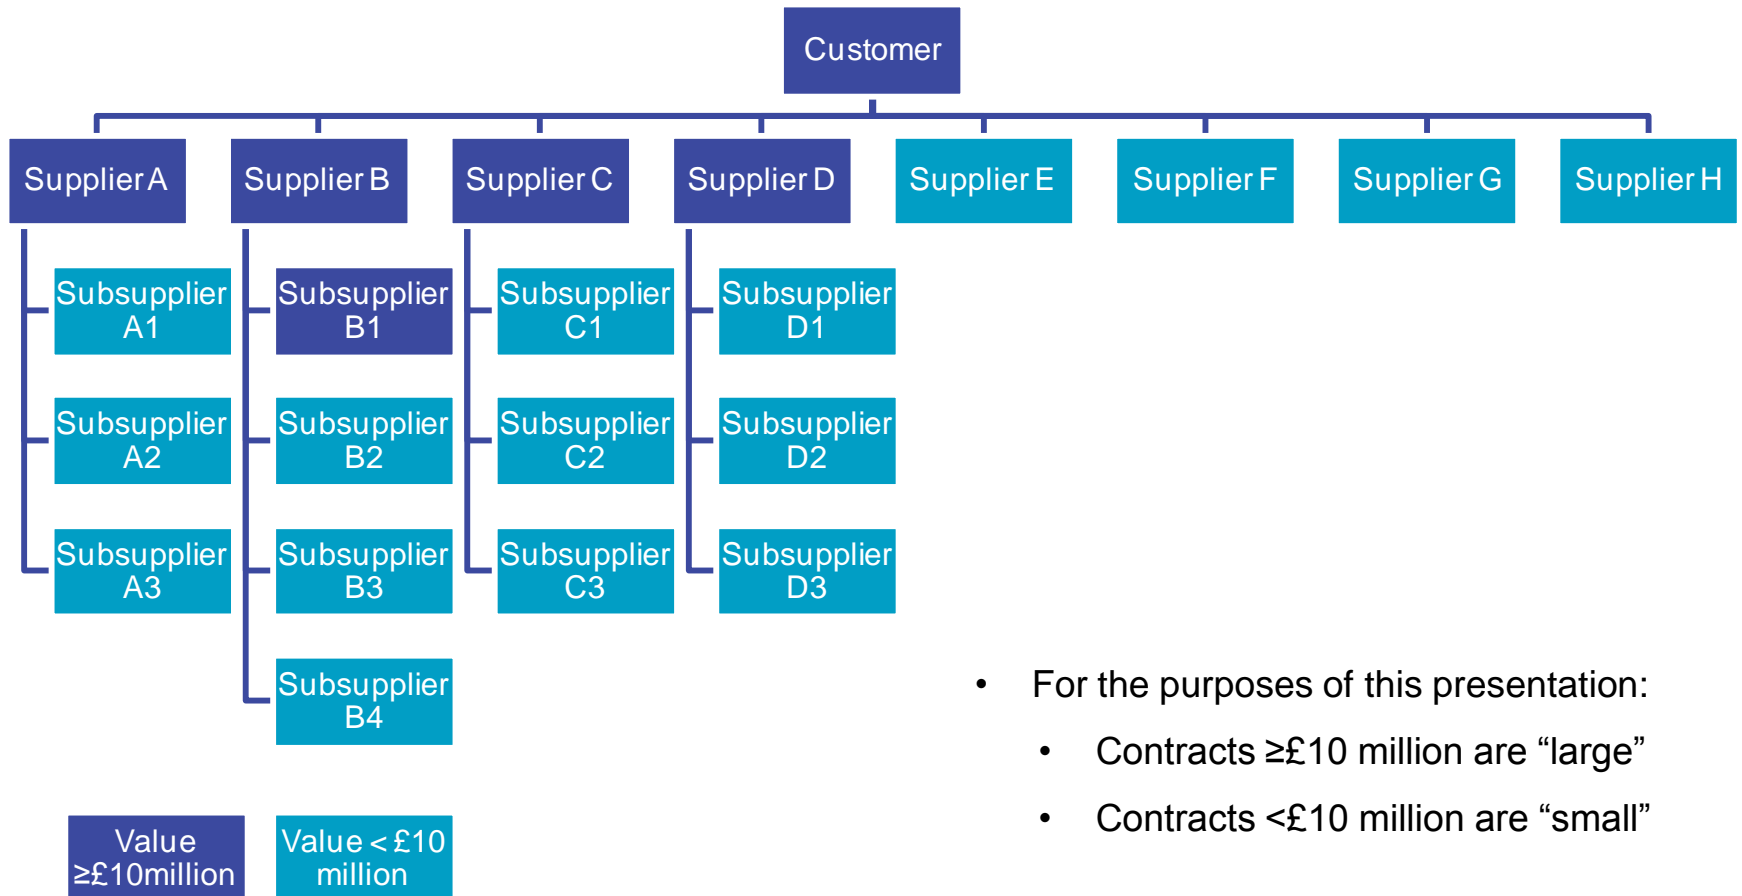 Customer
Supplier A
Supplier B
Supplier C
Supplier D
Supplier E
Supplier F
Supplier G
Supplier H
Subsupplier
A1
Subsupplier
B1
Subsupplier
C1
Subsupplier
D1
Subsupplier
A2
Subsupplier
B2
Subsupplier
C2
Subsupplier
D2
Subsupplier
A3
Subsupplier
B3
Subsupplier
C3
Subsupplier
D3
Subsupplier
B4
• For the purposes of this presentation:
• Contracts ≥£10 million are “large”
• Contracts <£10 million are “small”
Value
≥£10million
Value < £10
million